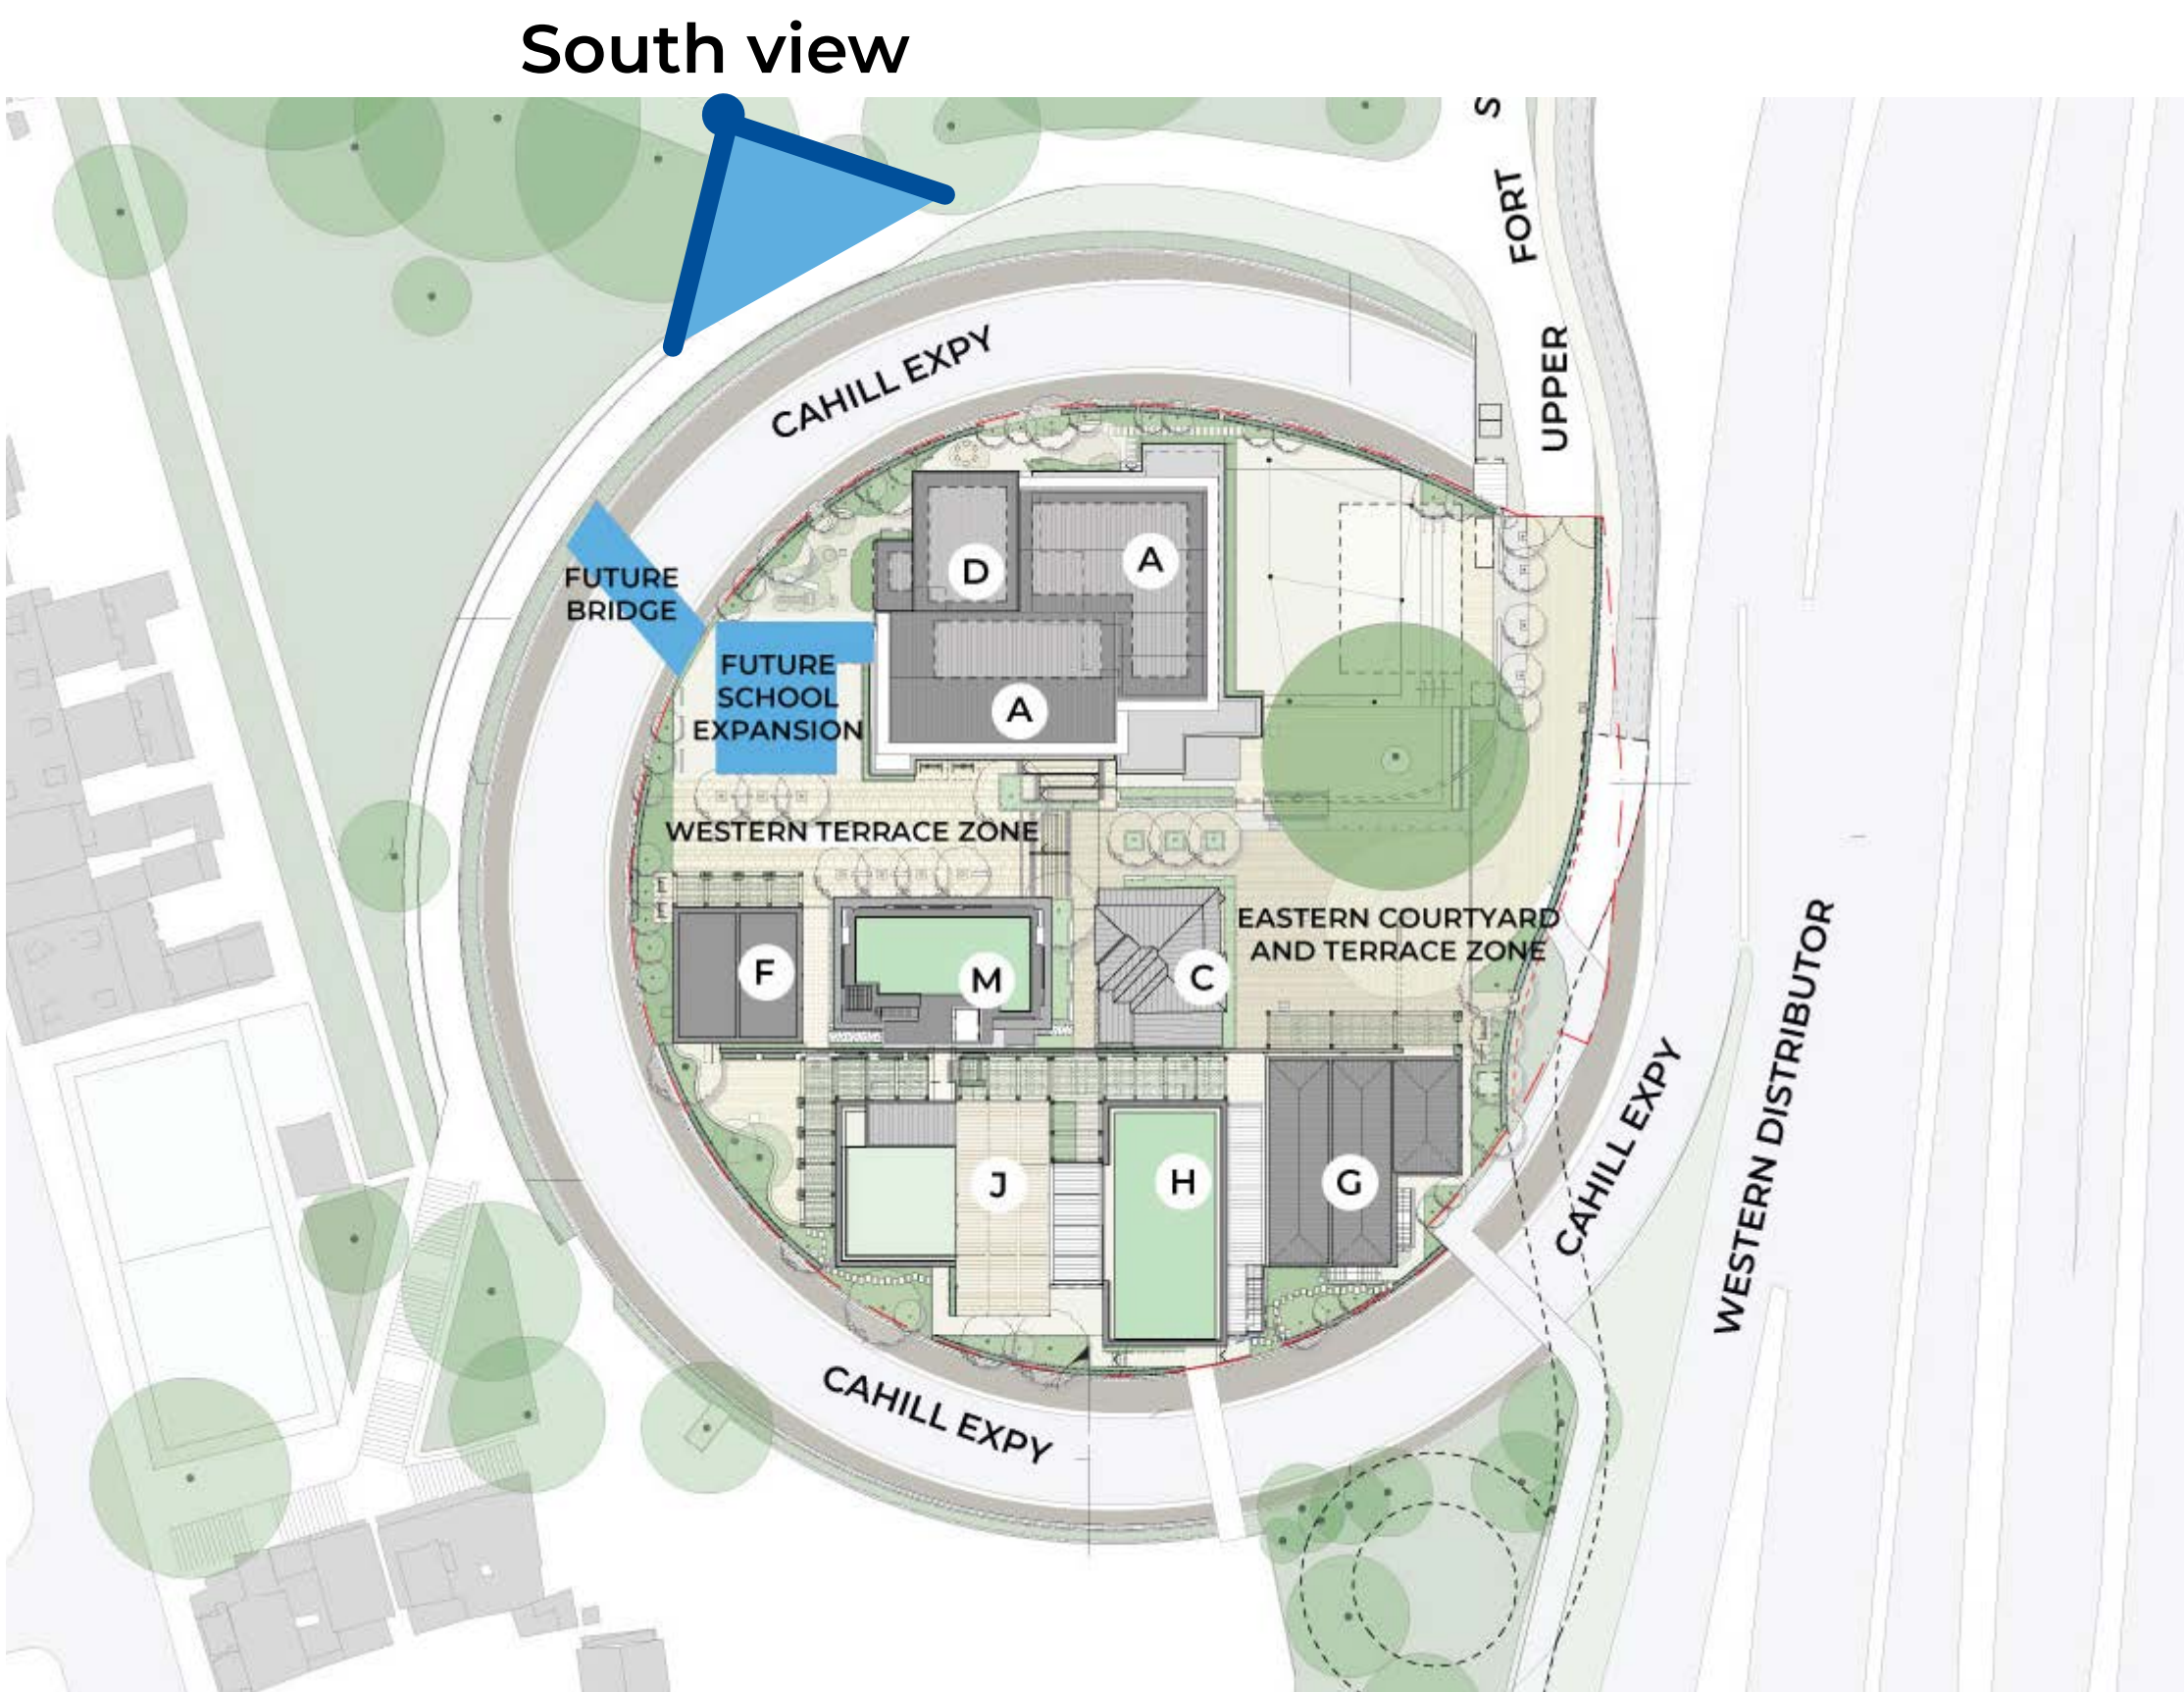 South view
UPPER FORT S
CAHILL EXPY
D
A
FUTURE
BRIDGE
FUTURE
SCHOOL
EXPANSION
A
WESTERN TERRACE ZONE
EASTERN COURTYARD
AND TERRACE ZONE
F
M
C
J
H
G
CAHILL EXPY
WESTERN DISTRIBUTOR
CAHILL EXPY